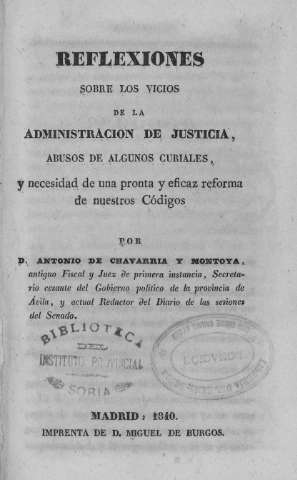 REFLEXIONES
SOBRE LOS VICIOS
DE LA
ADMINISTRACION DE JUSTICIA,
ABUSOS DE ALGUNOS CURIALES,
y necesidad de una pronta y eficaz reforma
de nuestros Códigos
POR
D. ANTONIO DE CHAVARRIA Y MONTOYA,
antiguo Fiscal y Juez de primera instancia, Secreta-
rio cesante del Gobierno político de la provincia de
Ávila, y actual Redactor del Diario de las sesiones
del Senado.
BIBLIOTECA
DEL
INSTITUTO PROVINCIAL
SORIA
MADRID: 1840.
IMPRENTA DE D. MIGUEL DE BURGOS.